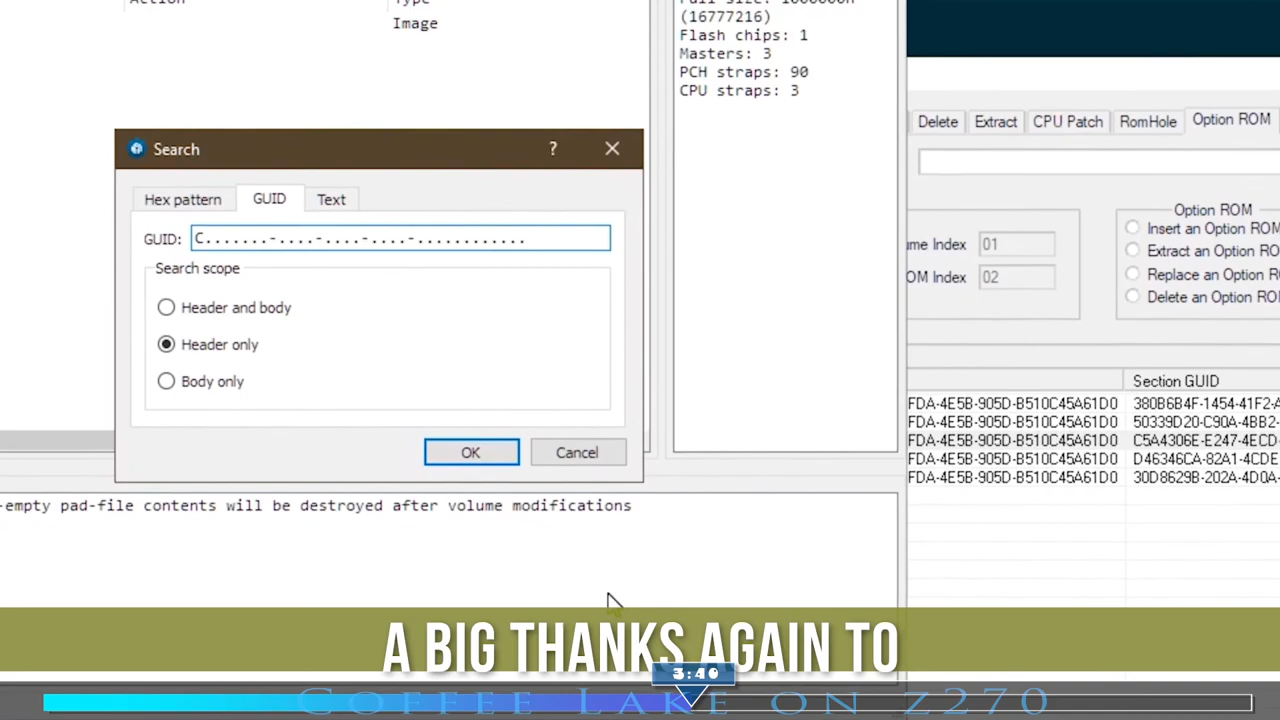 Image
(16777216)
Flash chips: 1
Masters: 3
PCH straps: 90
CPU straps: 3
Delete
Extract
CPU Patch
RomHole
Option ROM
Search
?
Hex pattern
GUID
Text
GUID:
C.......-....-....-....-............
Search scope
Header and body
Header only
Body only
OK
Cancel
Option ROM
ume Index
01
OM Index
02
Insert an Option ROM
Extract an Option RO
Replace an Option R
Delete an Option RO
Section GUID
FDA-4E5B-905D-B510C45A61D0 380B6B4F-1454-41F2-A
FDA-4E5B-905D-B510C45A61D0 50339D20-C90A-4BB2-
FDA-4E5B-905D-B510C45A61D0 C5A4306E-E247-4ECD-
FDA-4E5B-905D-B510C45A61D0 D46346CA-82A1-4CDE
FDA-4E5B-905D-B510C45A61D0 30D8629B-202A-4D0A-
-empty pad-file contents will be destroyed after volume modifications
A BIG THANKS AGAIN TO
3:40
Coffee Lake on z270